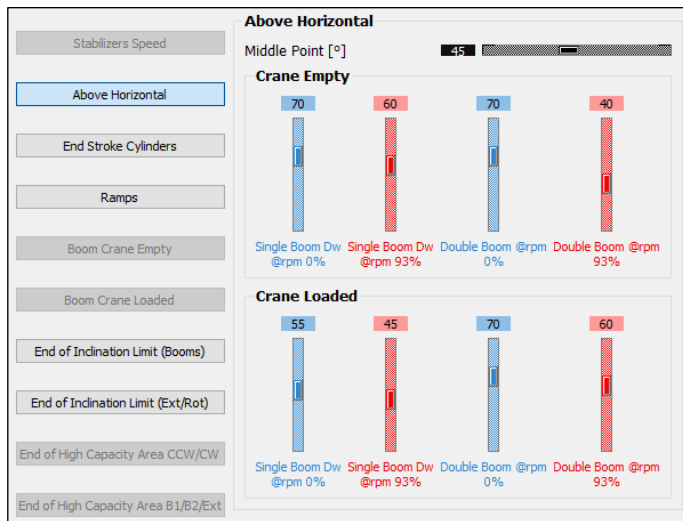 Stabilizers Speed
Above Horizontal
End Stroke Cylinders
Ramps
Boom Crane Empty
Boom Crane Loaded
End of Inclination Limit (Booms)
End of Inclination Limit (Ext/Rot)
End of High Capacity Area CCW/CW
End of High Capacity Area B1/B2/Ext
Above Horizontal
Middle Point [°] 45
Crane Empty
70 60 70 40
Single Boom Dw Single Boom Dw Double Boom @rpm Double Boom @rpm
@rpm 0% @rpm 93% 0% 93%
Crane Loaded
55 45 70 60
Single Boom Dw Single Boom Dw Double Boom @rpm Double Boom @rpm
@rpm 0% @rpm 93% 0% 93%